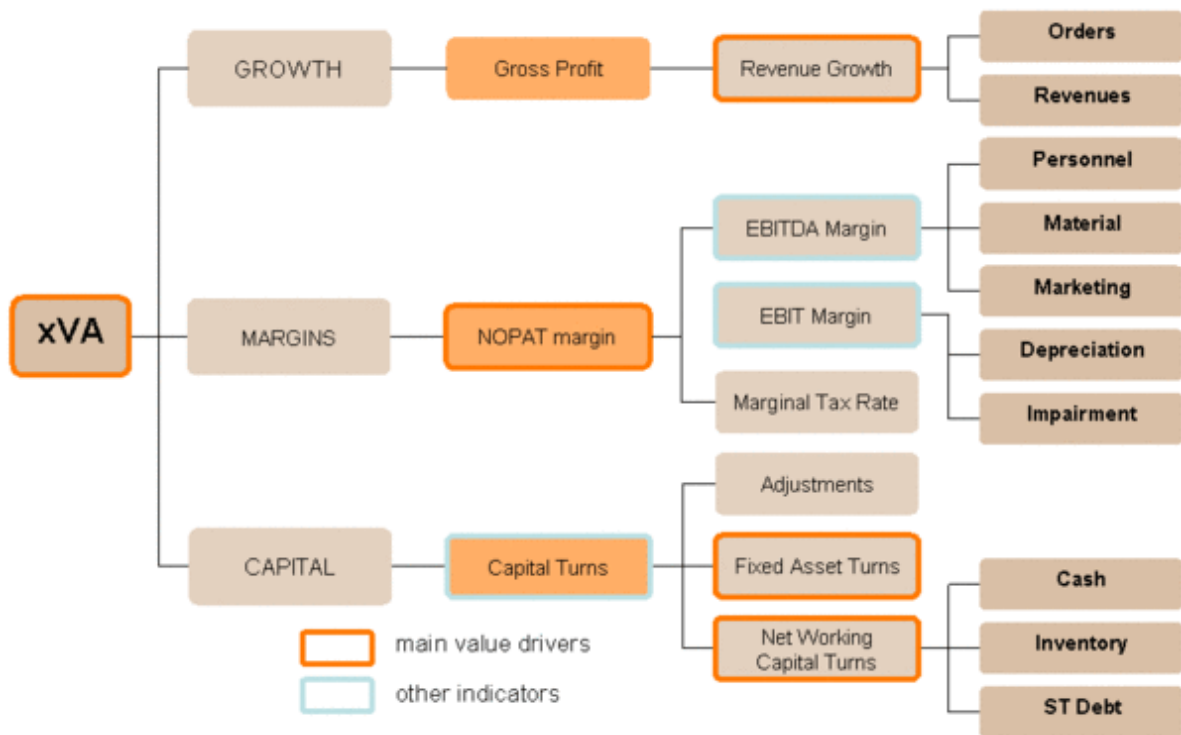 xVA
GROWTH
Gross Profit
Revenue Growth
Orders
Revenues
MARGINS
NOPAT margin
EBITDA Margin
Personnel
Material
Marketing
EBIT Margin
Depreciation
Impairment
Marginal Tax Rate
CAPITAL
Capital Turns
Adjustments
Fixed Asset Turns
Net Working
Capital Turns
Cash
Inventory
ST Debt
main value drivers
other indicators